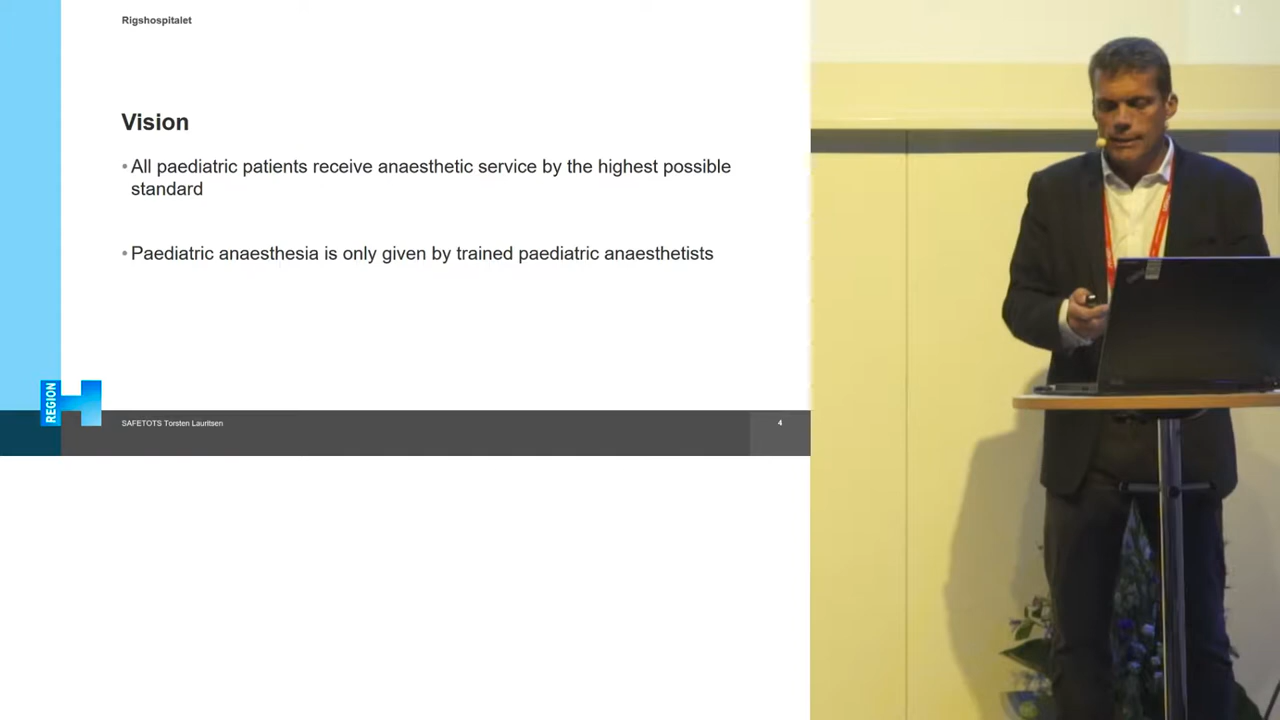 Rigshospitalet
Vision
• All paediatric patients receive anaesthetic service by the highest possible
standard
• Paediatric anaesthesia is only given by trained paediatric anaesthetists
REGION
SAFETOTS Torsten Lauritsen
4
4